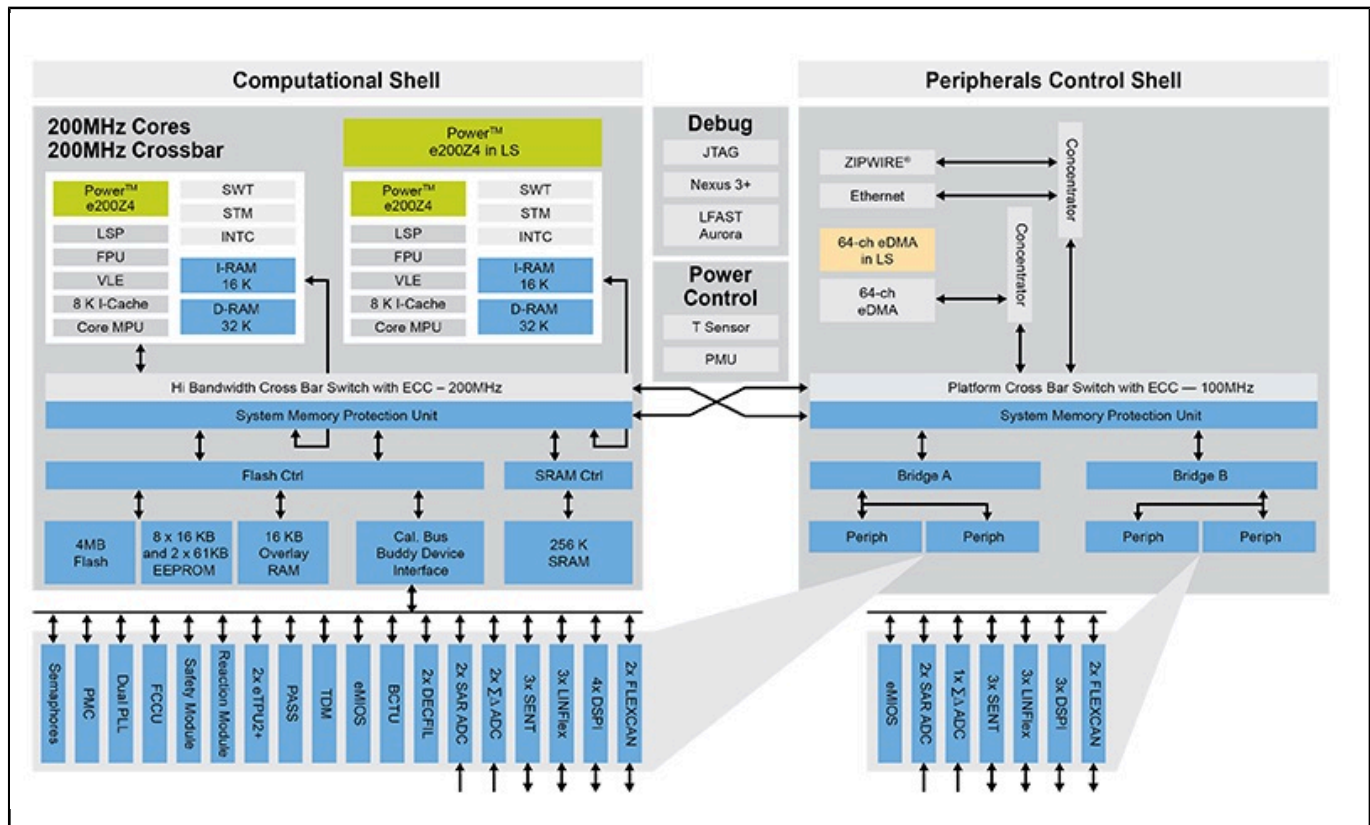 Computational Shell
200MHz Cores
200MHz Crossbar
Power™
e200Z4 in LS
Power™
e200Z4
LSP
FPU
VLE
8 K I-Cache
Core MPU
SWT
STM
INTC
I-RAM
16 K
D-RAM
32 K
Power™
e200Z4
LSP
FPU
VLE
8 K I-Cache
Core MPU
SWT
STM
INTC
I-RAM
16 K
D-RAM
32 K
Hi Bandwidth Cross Bar Switch with ECC – 200MHz
System Memory Protection Unit
Flash Ctrl
SRAM Ctrl
4MB
Flash
8 x 16 KB
and 2 x 61KB
EEPROM
16 KB
Overlay
RAM
Cal. Bus
Buddy Device
Interface
256 K
SRAM
Debug
JTAG
Nexus 3+
LFAST
Aurora
Power
Control
T Sensor
PMU
Peripherals Control Shell
ZIPWIRE®
Ethernet
64-ch eDMA
in LS
64-ch
eDMA
Concentrator
Concentrator
Platform Cross Bar Switch with ECC — 100MHz
System Memory Protection Unit
Bridge A
Bridge B
Periph
Periph
Periph
Periph
Semaphores
PMC
Dual PLL
FCCU
Safety Module
Reaction Module
2x eTPU2+
PASS
TDM
eMIOS
BCTU
2x DECFIL
2x SAR ADC
2x ΣΔ ADC
3x SENT
3x LINFlex
4x DSPI
2x FLEXCAN
eMIOS
2x SAR ADC
1x ΣΔ ADC
3x SENT
3x LINFlex
3x DSPI
2x FLEXCAN